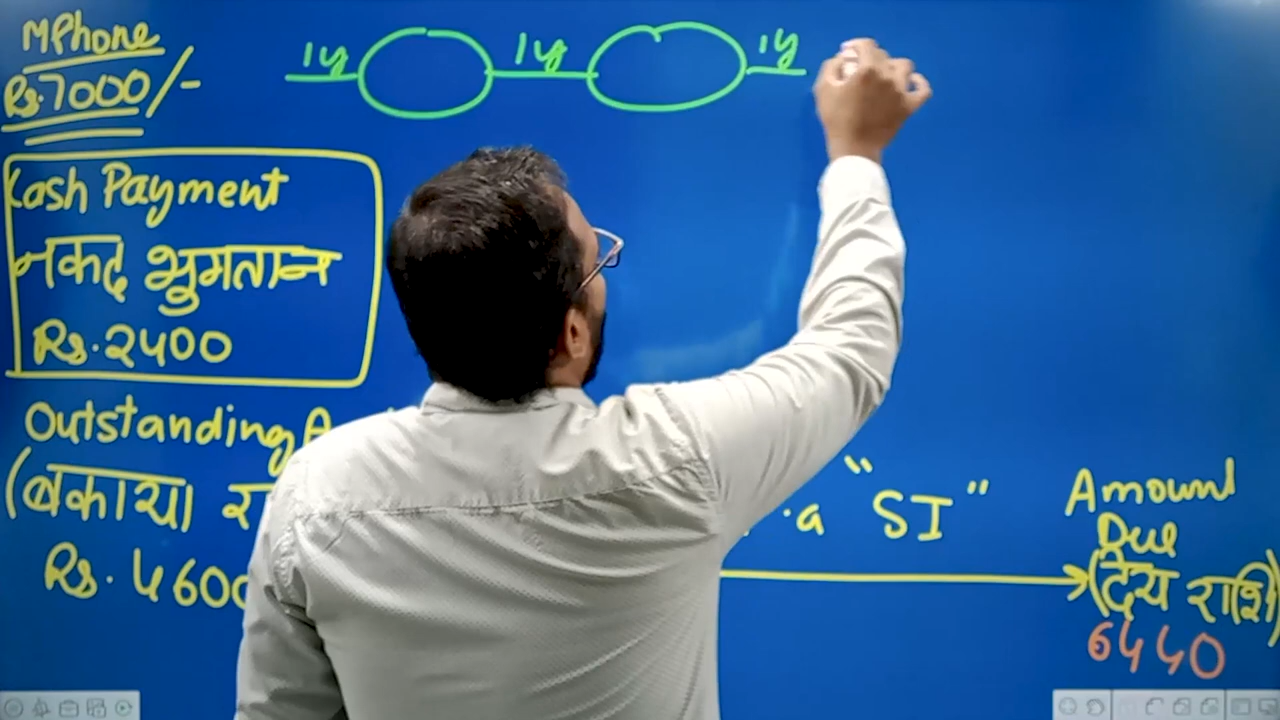 MPhone
Rs.7000/-
1y 1y 1y
Cash Payment
नकद भुगतान
Rs.2400
Outstanding A
(बकाया
Rs. 4600
.a "SI"
Amount
Due
(देय राशि)
6440